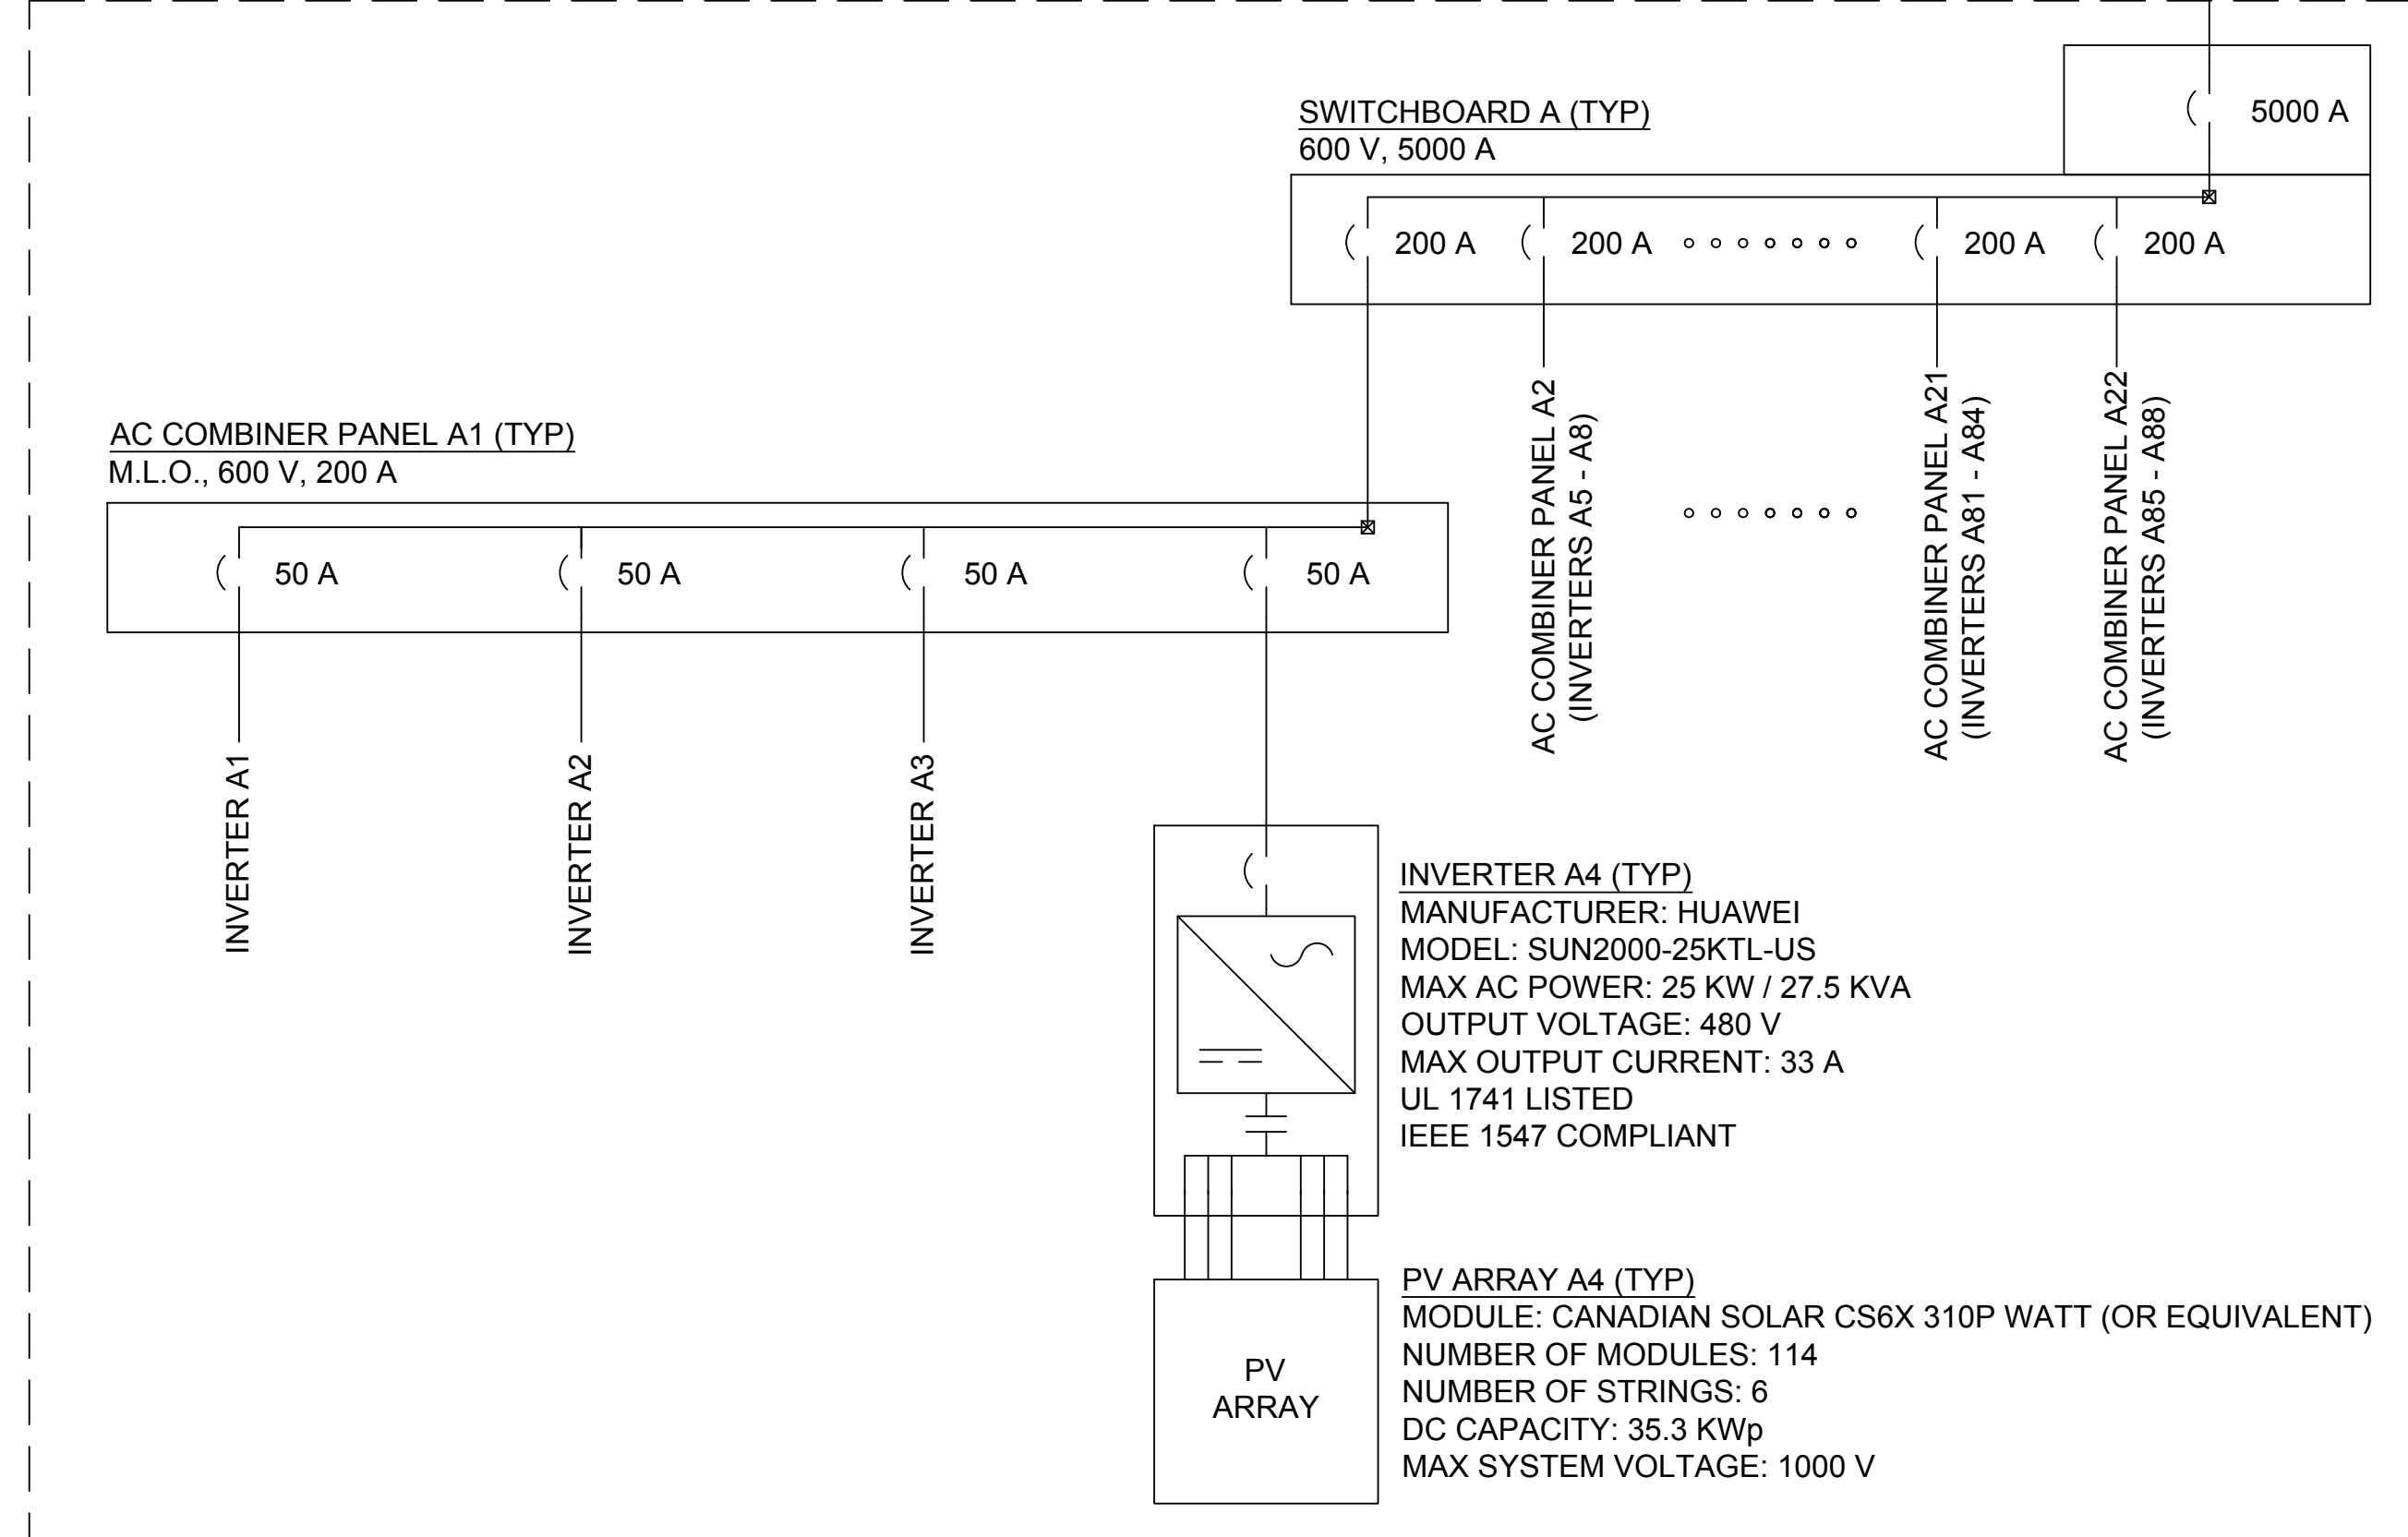 SWITCHBOARD A (TYP)
600 V, 5000 A
5000 A
200 A
200 A
200 A
200 A
AC COMBINER PANEL A1 (TYP)
M.L.O., 600 V, 200 A
50 A
50 A
50 A
50 A
AC COMBINER PANEL A2
(INVERTERS A5 - A8)
AC COMBINER PANEL A21
(INVERTERS A81 - A84)
AC COMBINER PANEL A22
(INVERTERS A85 - A88)
INVERTER A1
INVERTER A2
INVERTER A3
INVERTER A4 (TYP)
MANUFACTURER: HUAWEI
MODEL: SUN2000-25KTL-US
MAX AC POWER: 25 KW / 27.5 KVA
OUTPUT VOLTAGE: 480 V
MAX OUTPUT CURRENT: 33 A
UL 1741 LISTED
IEEE 1547 COMPLIANT
PV ARRAY A4 (TYP)
MODULE: CANADIAN SOLAR CS6X 310P WATT (OR EQUIVALENT)
NUMBER OF MODULES: 114
NUMBER OF STRINGS: 6
DC CAPACITY: 35.3 KWp
MAX SYSTEM VOLTAGE: 1000 V
PV
ARRAY